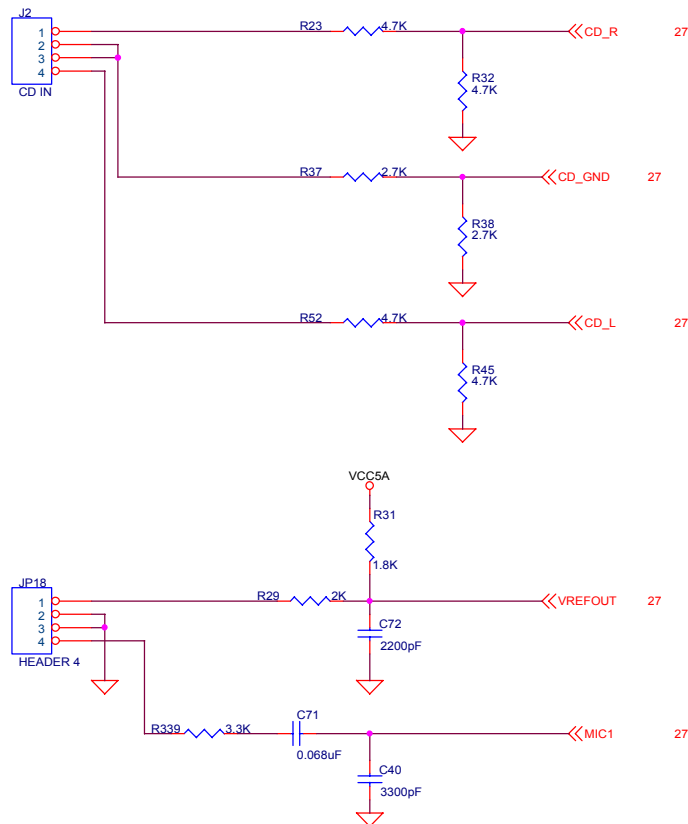 J2
1
2
3
4
CD IN
R23 4.7K
CD_R 27
R32
4.7K
R37 2.7K
CD_GND 27
R38
2.7K
R52 4.7K
CD_L 27
R45
4.7K
VCC5A
R31
1.8K
JP18
1
2
3
4
HEADER 4
R29 2K
VREFOUT 27
C72
2200pF
R339 3.3K
C71
0.068uF
MIC1 27
C40
3300pF